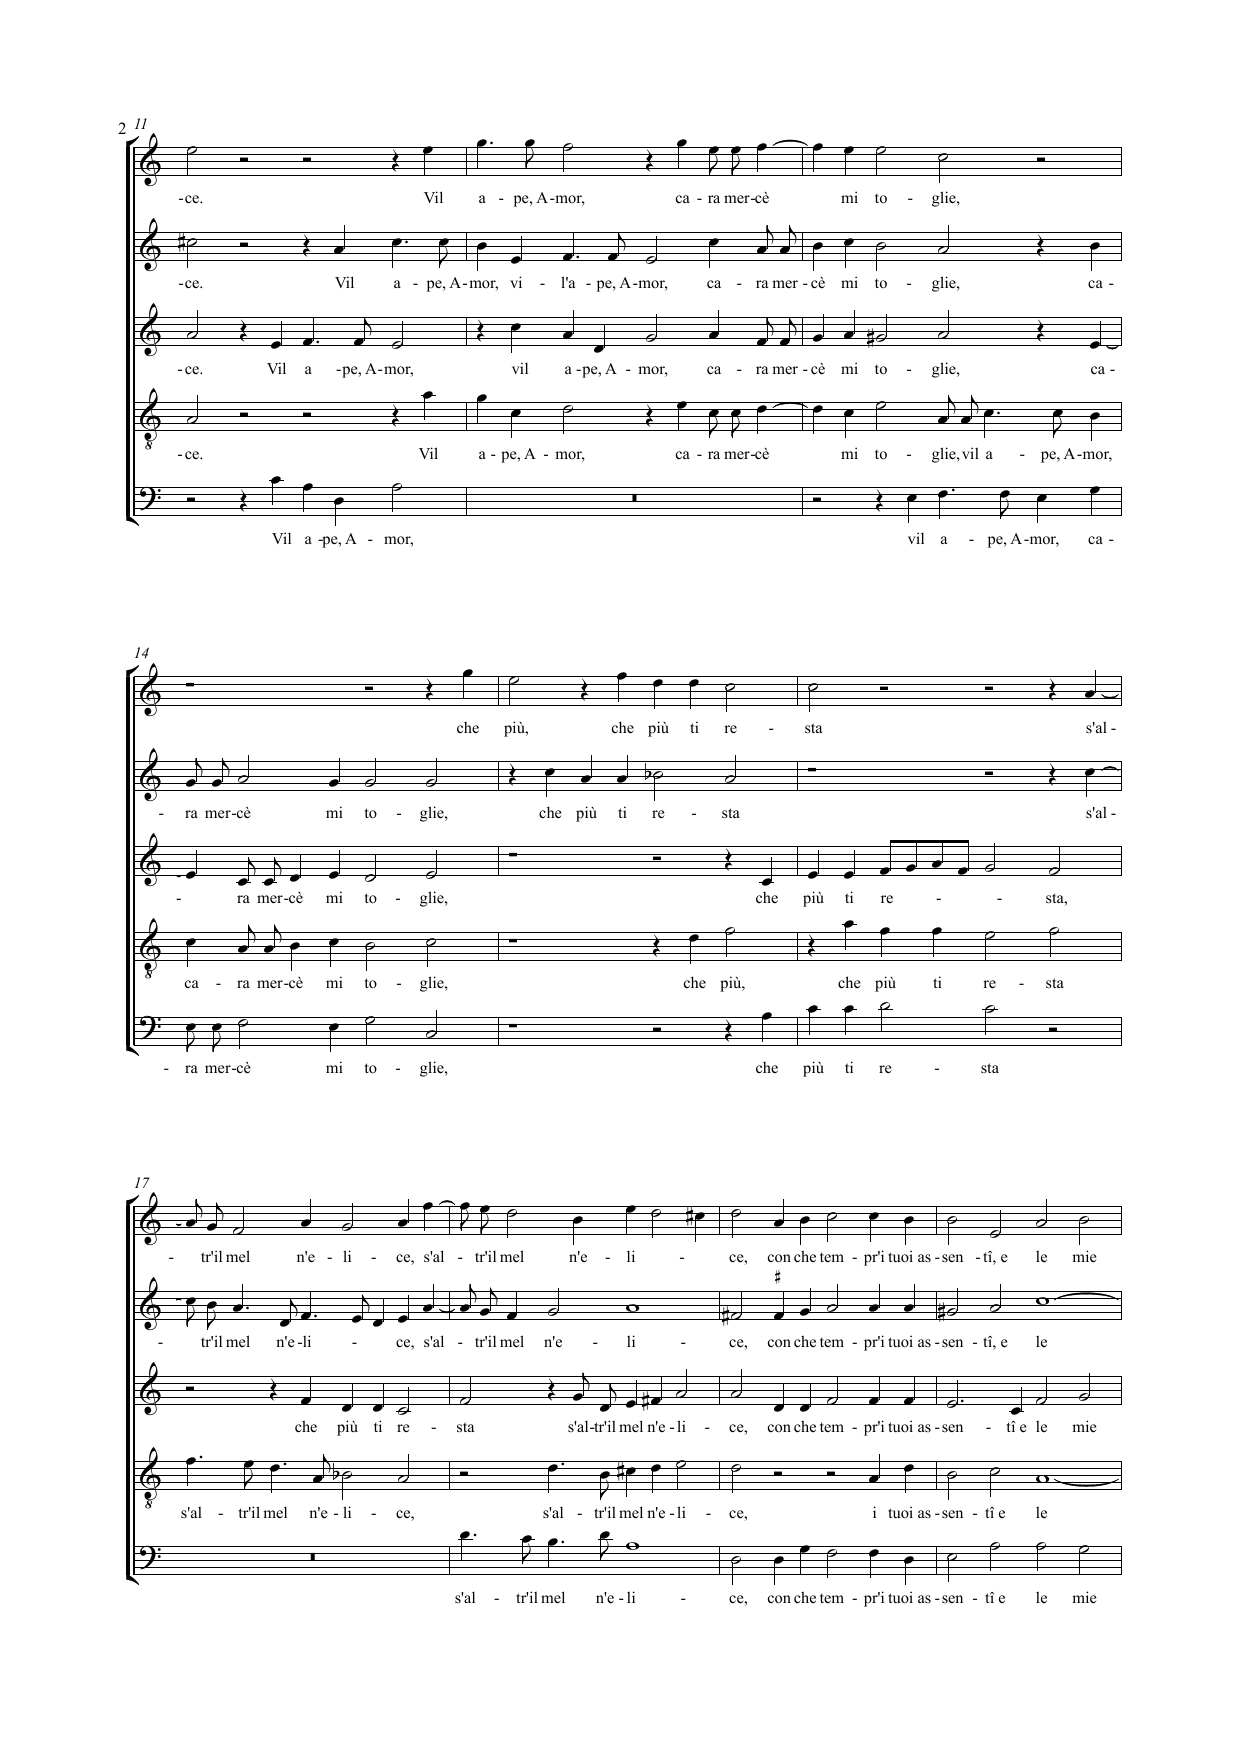 2 11
-ce. Vil a - pe, A-mor, ca - ra mer-cè mi to - glie,
-ce. Vil a - pe, A-mor, vi - l'a - pe, A-mor, ca - ra mer - cè mi to - glie, ca -
-ce. Vil a -pe, A-mor, vil a -pe, A - mor, ca - ra mer - cè mi to - glie, ca -
8
-ce. Vil a - pe, A - mor, ca - ra mer-cè mi to - glie, vil a - pe, A-mor,
Vil a -pe, A - mor, vil a - pe, A-mor, ca -
14
che più, che più ti re - sta s'al -
- ra mer-cè mi to - glie, che più ti re - sta s'al -
- ra mer-cè mi to - glie, che più ti re - - sta,
8
ca - ra mer-cè mi to - glie, che più, che più ti re - sta
- ra mer-cè mi to - glie, che più ti re - sta
17
- tr'il mel n'e - li - ce, s'al - tr'il mel n'e - li - ce, con che tem - pr'i tuoi as - sen - tî, e le mie
- tr'il mel n'e -li - ce, s'al - tr'il mel n'e - li - ce, con che tem - pr'i tuoi as -sen - tî, e le
che più ti re - sta s'al-tr'il mel n'e - li - ce, con che tem - pr'i tuoi as -sen - tî e le mie
8
s'al - tr'il mel n'e - li - ce, s'al - tr'il mel n'e - li - ce, i tuoi as - sen - tî e le
s'al - tr'il mel n'e - li - ce, con che tem - pr'i tuoi as -sen - tî e le mie